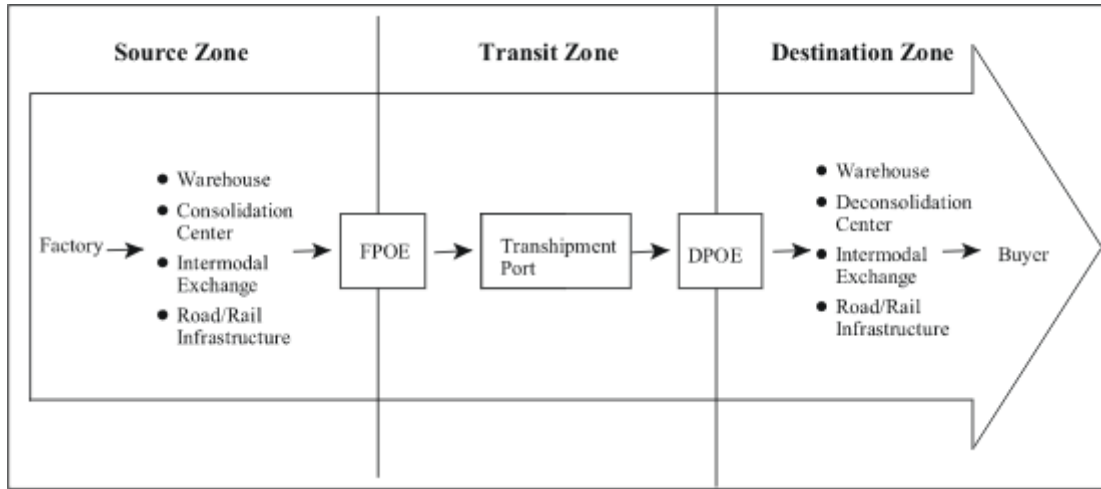 Source Zone
Transit Zone
Destination Zone
Factory
Warehouse
Consolidation
Center
Intermodal
Exchange
Road/Rail
Infrastructure
FPOE
Transhipment
Port
DPOE
Warehouse
Deconsolidation
Center
Intermodal
Exchange
Road/Rail
Infrastructure
Buyer